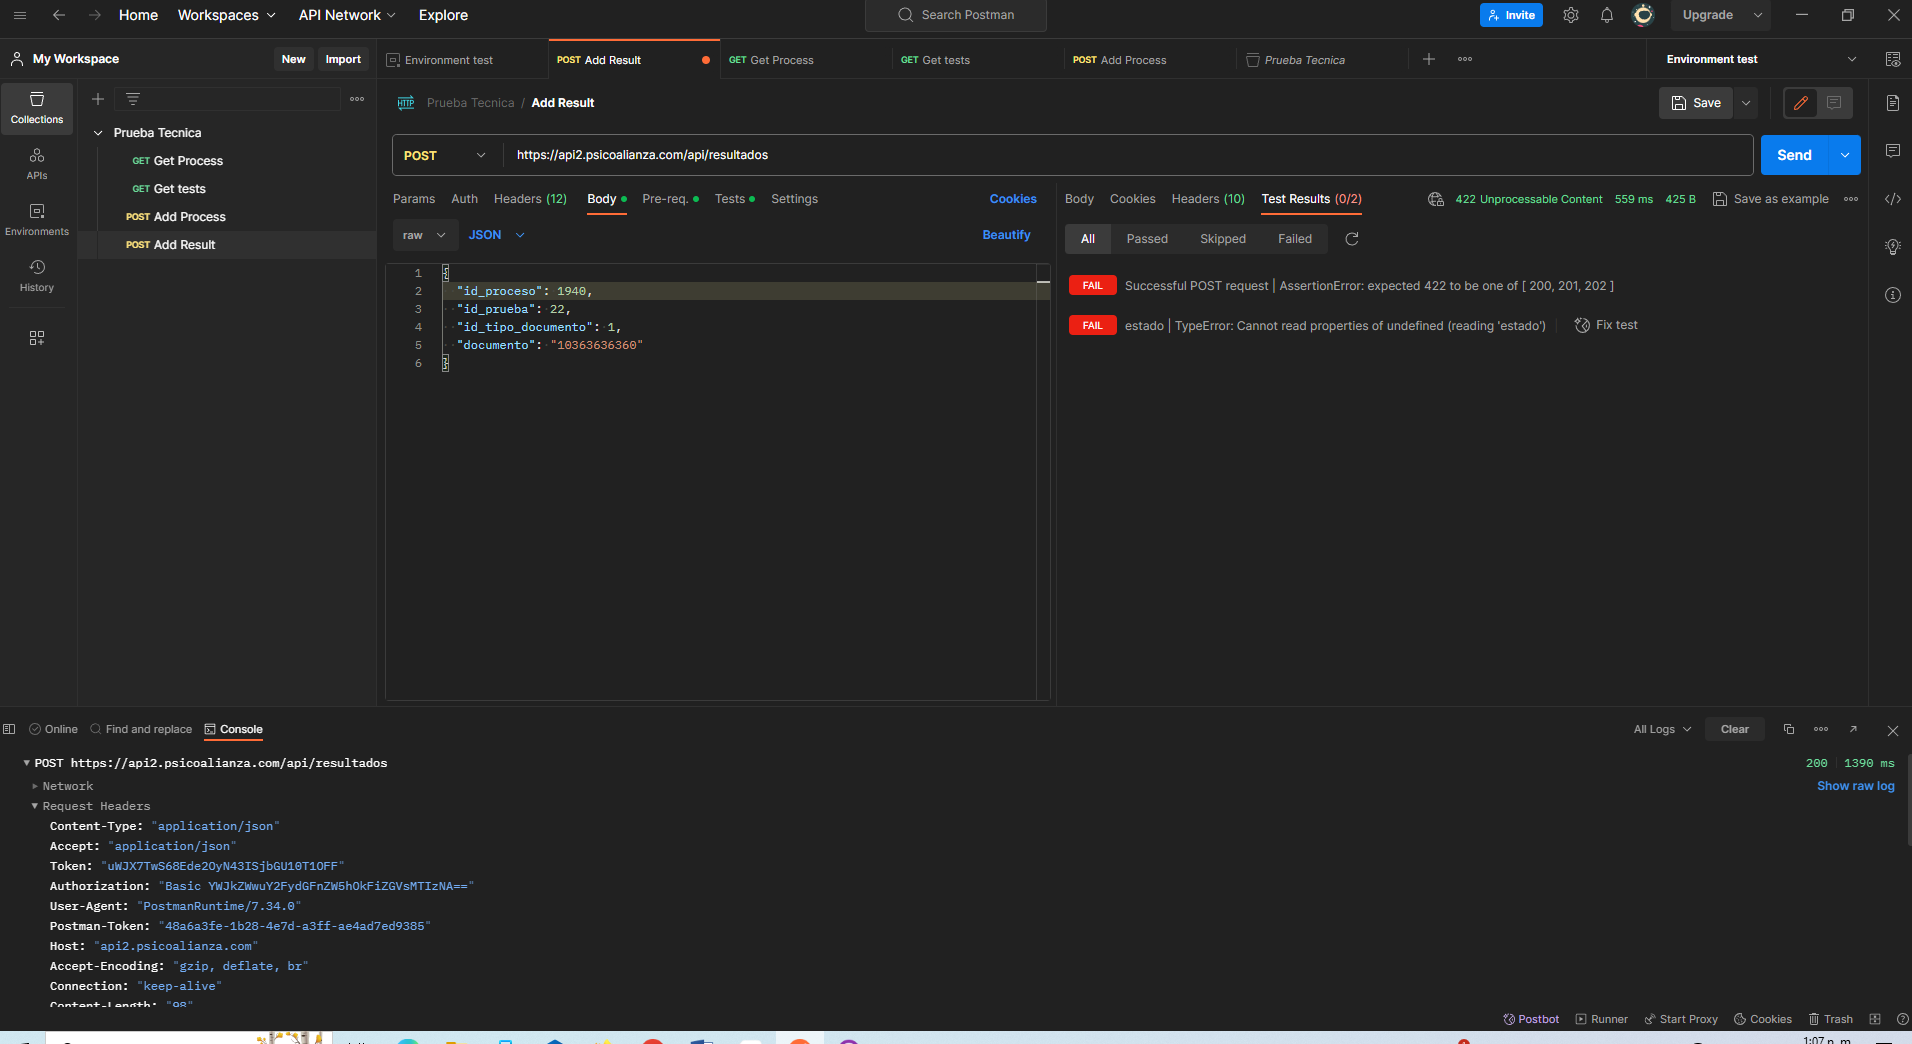 Home Workspaces API Network Explore Search Postman Invite Upgrade
My Workspace New Import Environment test POST Add Result GET Get Process GET Get tests POST Add Process Prueba Tecnica Environment test
Collections
APIs
Environments
History
Prueba Tecnica
GET Get Process
GET Get tests
POST Add Process
POST Add Result
HTTP Prueba Tecnica / Add Result Save
POST https://api2.psicoalianza.com/api/resultados Send
Params Auth Headers (12) Body Pre-req. Tests Settings Cookies
raw JSON Beautify
1 {
2 "id_proceso": 1940,
3 "id_prueba": 22,
4 "id_tipo_documento": 1,
5 "documento": "10363636360"
6 }
Body Cookies Headers (10) Test Results (0/2) 422 Unprocessable Content 559 ms 425 B Save as example
All Passed Skipped Failed
FAIL Successful POST request | AssertionError: expected 422 to be one of [ 200, 201, 202 ]
FAIL estado | TypeError: Cannot read properties of undefined (reading 'estado') Fix test
Online Find and replace Console All Logs Clear
POST https://api2.psicoalianza.com/api/resultados 200 1390 ms
Network Show raw log
Request Headers
Content-Type: "application/json"
Accept: "application/json"
Token: "uWJX7TwS68Ede2OyN43ISjbGU10T1OFF"
Authorization: "Basic YWJkZWwuY2FydGFnZW5hOkFiZGVsMTIzNA=="
User-Agent: "PostmanRuntime/7.34.0"
Postman-Token: "48a6a3fe-1b28-4e7d-a3ff-ae4ad7ed9385"
Host: "api2.psicoalianza.com"
Accept-Encoding: "gzip, deflate, br"
Connection: "keep-alive"
Content-Length: "98"
Postbot Runner Start Proxy Cookies Trash
1:07 p. m.